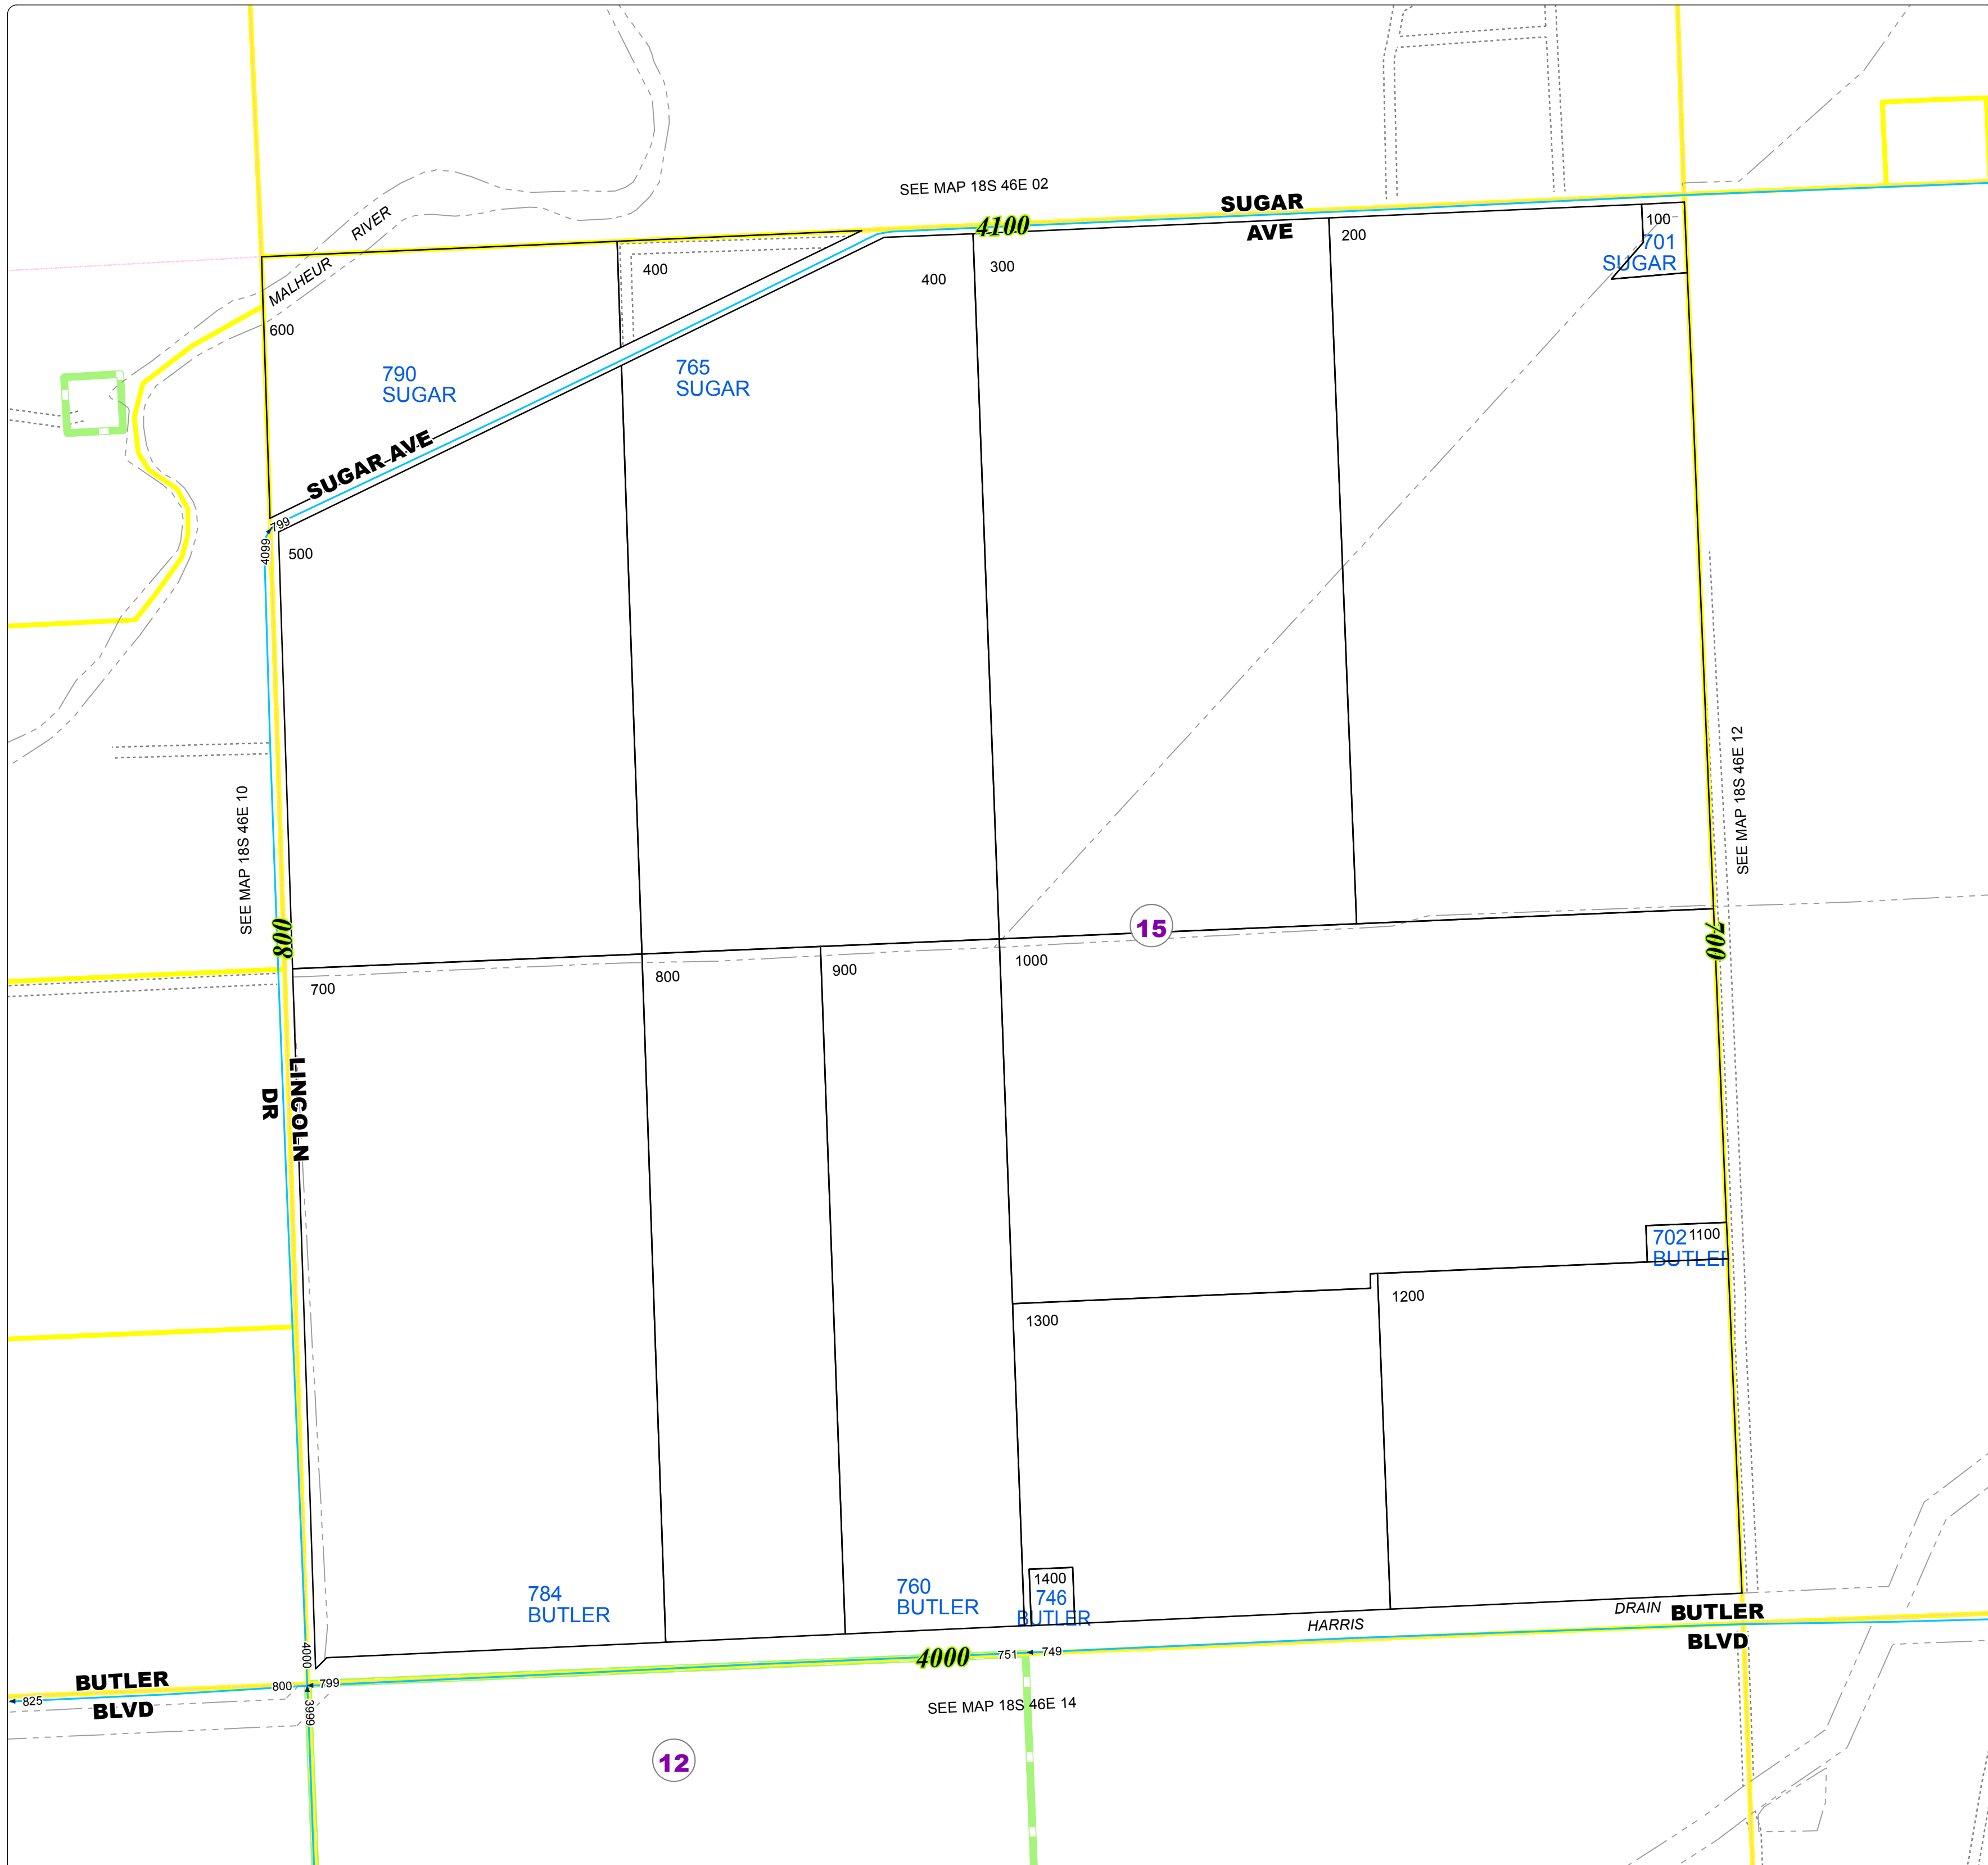 SEE MAP 18S 46E 02
SUGAR
AVE
4100
100
701
SUGAR
200
300
400
400
RIVER
MALHEUR
600
790
SUGAR
765
SUGAR
SUGAR AVE
799
4099
500
SEE MAP 18S 46E 10
SEE MAP 18S 46E 12
800
15
700
700
800
900
1000
LINCOLN
DR
702
1100
BUTLER
1200
1300
784
BUTLER
760
BUTLER
1400
746
BUTLER
HARRIS
DRAIN
BUTLER
BLVD
4000
4000
751
749
BUTLER
BLVD
825
800
799
3999
SEE MAP 18S 46E 14
12